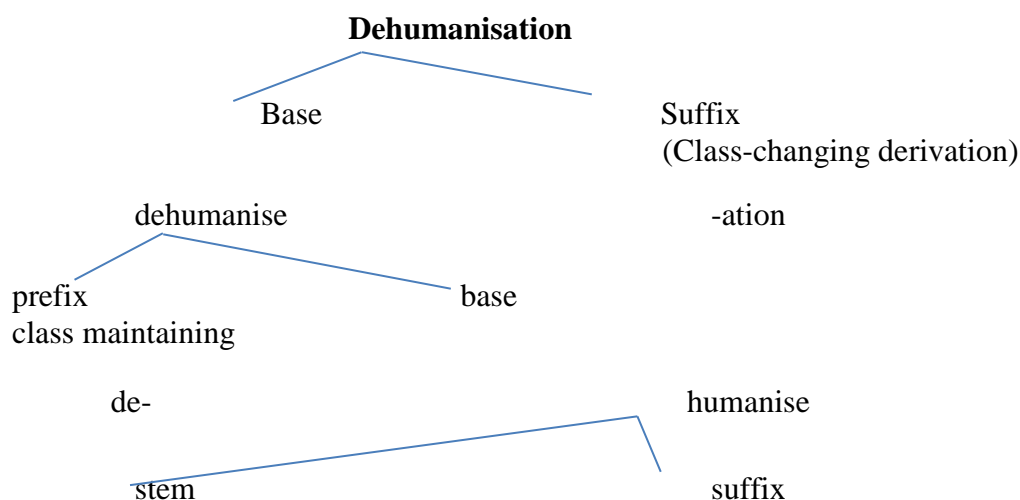 Dehumanisation
Base Suffix
(Class-changing derivation)
dehumanise -ation
prefix base
class maintaining
de- humanise
stem suffix